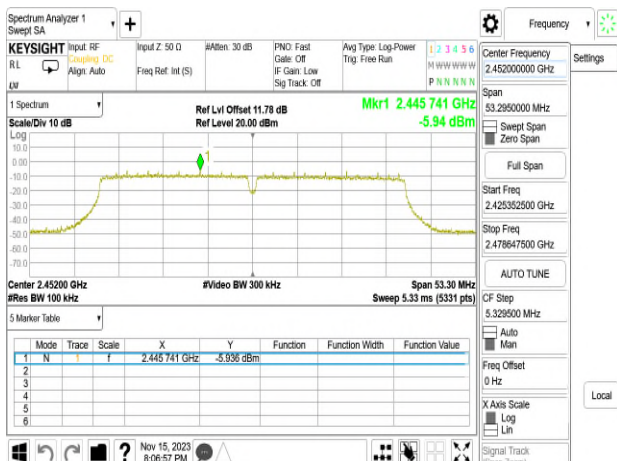 Spectrum Analyzer 1
Swept SA
Frequency
KEYSIGHT
Input: RF
Coupling: DC
Align: Auto
Input Z: 50 Ω
Freq Ref: Int (S)
#Atten: 30 dB
PNO: Fast
Gate: Off
IF Gain: Low
Sig Track: Off
Avg Type: Log-Power
Trig: Free Run
1 2 3 4 5 6
M W W W W W
P N N N N N
RL
Center Frequency
2.452000000 GHz
Settings
Span
53.2950000 MHz
Swept Span
Zero Span
Full Span
Start Freq
2.425352500 GHz
Stop Freq
2.478647500 GHz
AUTO TUNE
CF Step
5.329500 MHz
Auto
Man
Freq Offset
0 Hz
X Axis Scale
Log
Lin
Signal Track
Local
1 Spectrum
Scale/Div 10 dB
Ref Lvl Offset 11.78 dB
Ref Level 20.00 dBm
Mkr1 2.445 741 GHz
-5.94 dBm
Log
10.0
0.00
-10.0
-20.0
-30.0
-40.0
-50.0
-60.0
-70.0
1
Center 2.45200 GHz
#Res BW 100 kHz
#Video BW 300 kHz
Span 53.30 MHz
Sweep 5.33 ms (5331 pts)
5 Marker Table
Mode Trace Scale X Y Function Function Width Function Value
1 N 1 f 2.445 741 GHz -5.936 dBm
2
3
4
5
6
?
Nov 15, 2023
8:06:57 PM